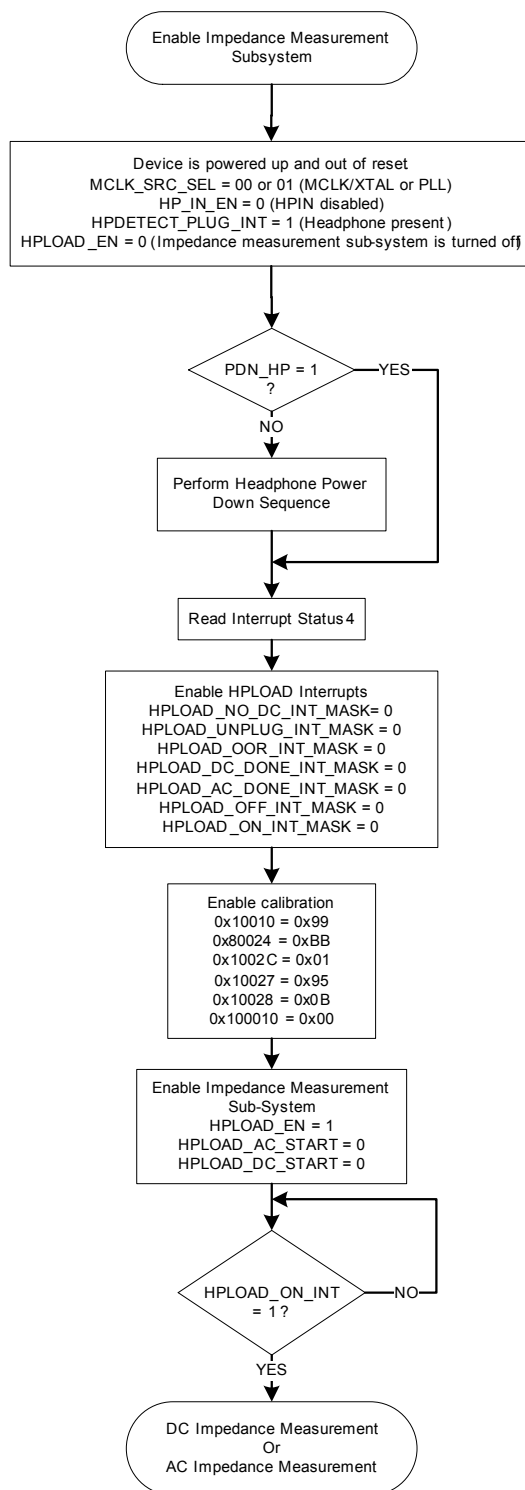 Enable Impedance Measurement
Subsystem
Device is powered up and out of reset
MCLK_SRC_SEL = 00 or 01 (MCLK/XTAL or PLL)
HP_IN_EN = 0 (HPIN disabled)
HPDETECT_PLUG_INT = 1 (Headphone present)
HPLOAD_EN = 0 (Impedance measurement sub-system is turned off)
PDN_HP = 1
?
YES
NO
Perform Headphone Power
Down Sequence
Read Interrupt Status 4
Enable HPLOAD Interrupts
HPLOAD_NO_DC_INT_MASK= 0
HPLOAD_UNPLUG_INT_MASK = 0
HPLOAD_OOR_INT_MASK = 0
HPLOAD_DC_DONE_INT_MASK = 0
HPLOAD_AC_DONE_INT_MASK = 0
HPLOAD_OFF_INT_MASK = 0
HPLOAD_ON_INT_MASK = 0
Enable calibration
0x10010 = 0x99
0x80024 = 0xBB
0x1002C = 0x01
0x10027 = 0x95
0x10028 = 0x0B
0x100010 = 0x00
Enable Impedance Measurement
Sub-System
HPLOAD_EN = 1
HPLOAD_AC_START = 0
HPLOAD_DC_START = 0
HPLOAD_ON_INT
= 1 ?
NO
YES
DC Impedance Measurement
Or
AC Impedance Measurement